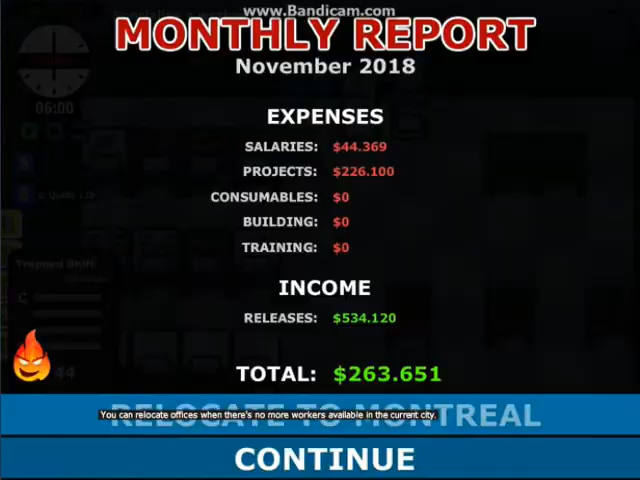 www.Bandicam.com
MONTHLY REPORT
November 2018
06:00
EXPENSES
SALARIES: $44.369
PROJECTS: $226.100
CONSUMABLES: $0
BUILDING: $0
TRAINING: $0
INCOME
RELEASES: $534.120
TOTAL: $263.651
44
RELOCATE TO MONTREAL
You can relocate offices when there's no more workers available in the current city.
CONTINUE